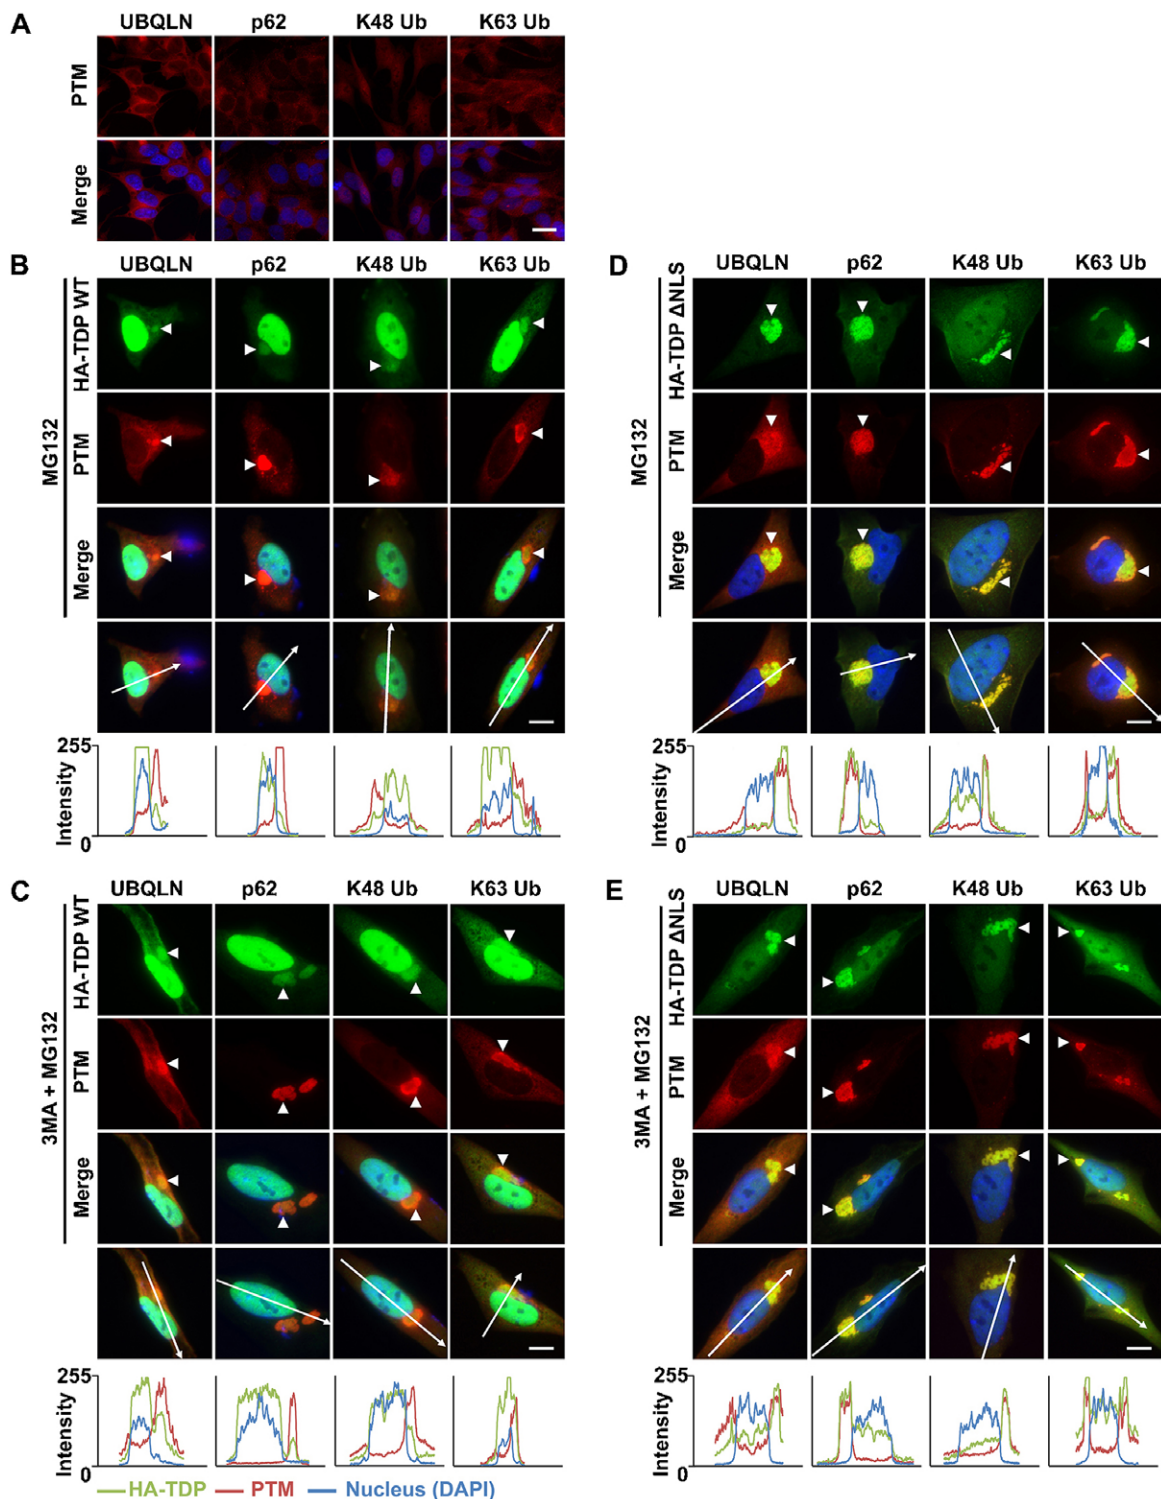 A
UBQLN p62 K48 Ub K63 Ub
PTM
Merge
B
UBQLN p62 K48 Ub K63 Ub
MG132
HA-TDP WT
PTM
Merge
255
Intensity
0
C
UBQLN p62 K48 Ub K63 Ub
3MA + MG132
HA-TDP WT
PTM
Merge
255
Intensity
0
HA-TDP PTM Nucleus (DAPI)
D
UBQLN p62 K48 Ub K63 Ub
MG132
HA-TDP ΔNLS
PTM
Merge
255
Intensity
0
E
UBQLN p62 K48 Ub K63 Ub
3MA + MG132
HA-TDP ΔNLS
PTM
Merge
255
Intensity
0